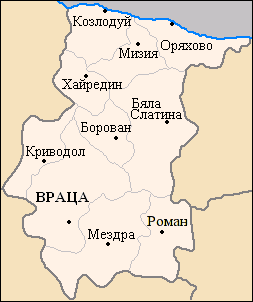 Козлодуй
Оряхово
Мизия
Хайредин
Бяла
Слатина
Борован
Криводол
ВРАЦА
Роман
Мездра